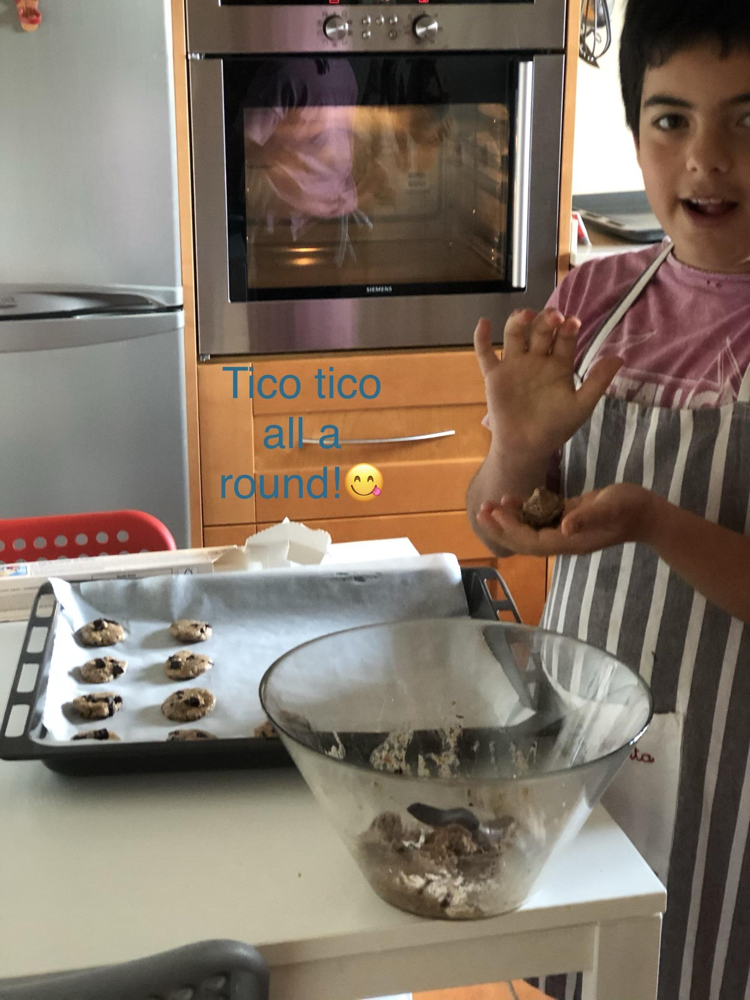 SIEMENS
Tico tico
all a
round!😋